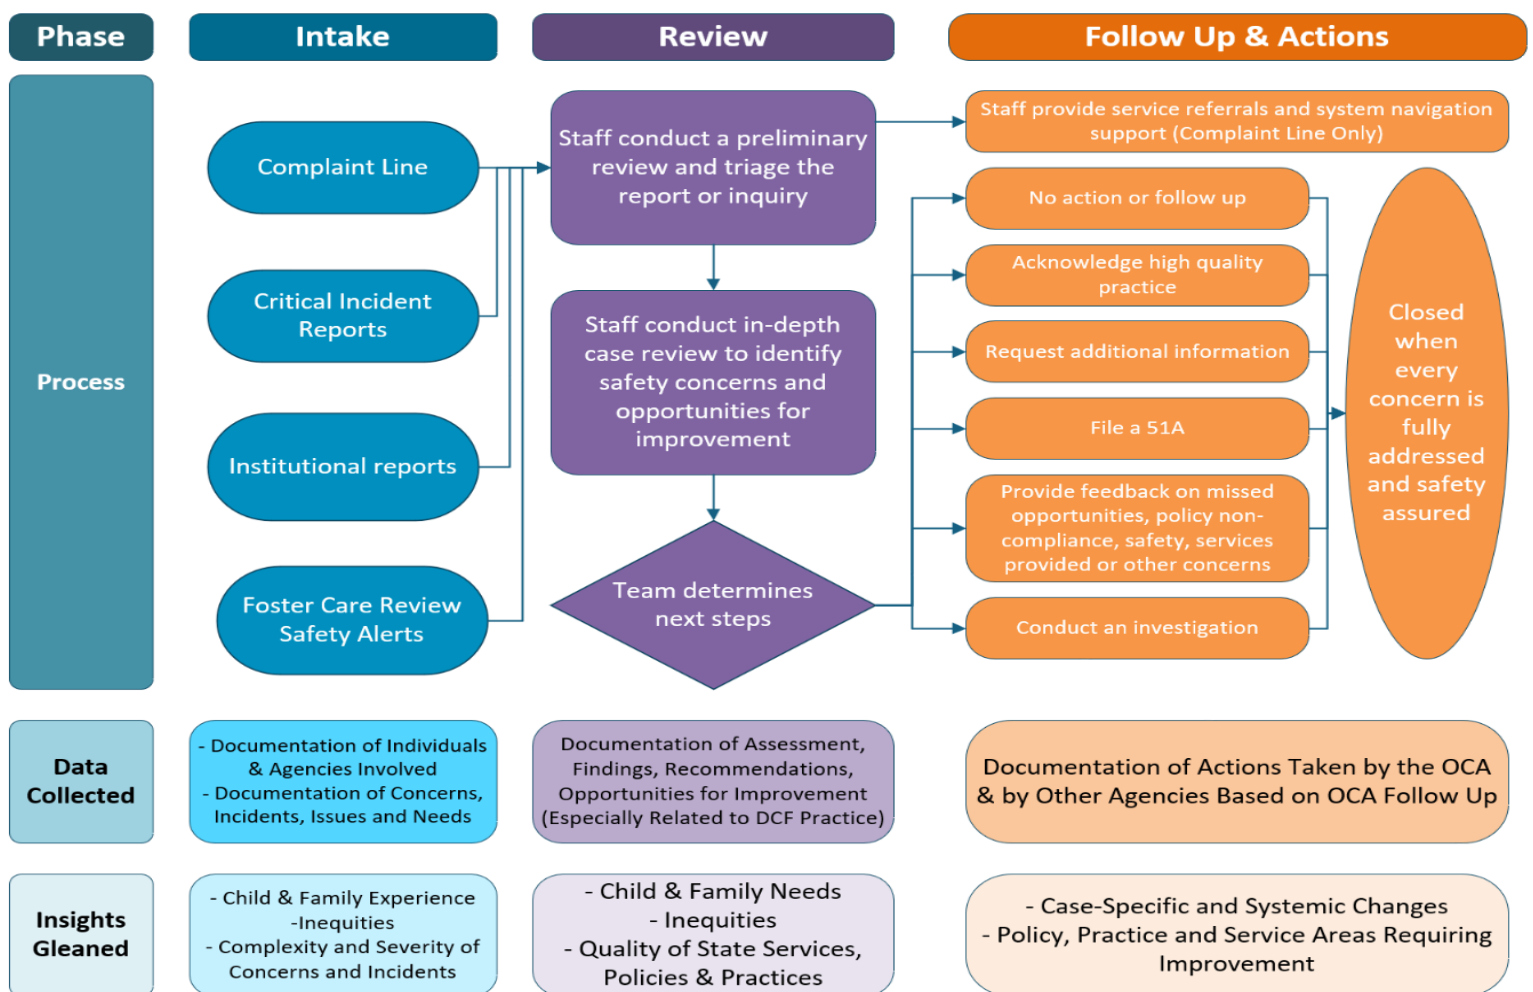 Phase
Intake
Review
Follow Up & Actions
Process
Complaint Line
Critical Incident
Reports
Institutional reports
Foster Care Review
Safety Alerts
Staff conduct a preliminary
review and triage the
report or inquiry
Staff conduct in-depth
case review to identify
safety concerns and
opportunities for
improvement
Team determines
next steps
Staff provide service referrals and system navigation
support (Complaint Line Only)
No action or follow up
Acknowledge high quality
practice
Request additional information
File a 51A
Provide feedback on missed
opportunities, policy non-
compliance, safety, services
provided or other concerns
Conduct an investigation
Closed
when
every
concern is
fully
addressed
and safety
assured
Data
Collected
- Documentation of Individuals
& Agencies Involved
- Documentation of Concerns,
Incidents, Issues and Needs
Documentation of Assessment,
Findings, Recommendations,
Opportunities for Improvement
(Especially Related to DCF Practice)
Documentation of Actions Taken by the OCA
& by Other Agencies Based on OCA Follow Up
Insights
Gleaned
- Child & Family Experience
-Inequities
- Complexity and Severity of
Concerns and Incidents
- Child & Family Needs
- Inequities
- Quality of State Services,
Policies & Practices
- Case-Specific and Systemic Changes
- Policy, Practice and Service Areas Requiring
Improvement